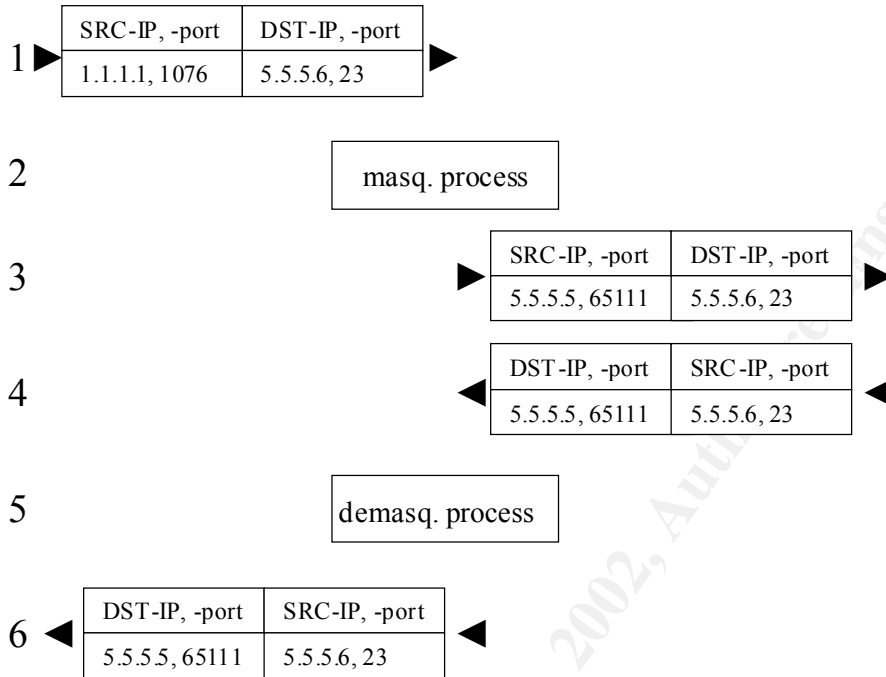 1
SRC-IP, -port DST-IP, -port
1.1.1.1, 1076 5.5.5.6, 23
2
masq. process
3
SRC-IP, -port DST-IP, -port
5.5.5.5, 65111 5.5.5.6, 23
4
DST-IP, -port SRC-IP, -port
5.5.5.5, 65111 5.5.5.6, 23
5
demasq. process
6
DST-IP, -port SRC-IP, -port
5.5.5.5, 65111 5.5.5.6, 23
2002,